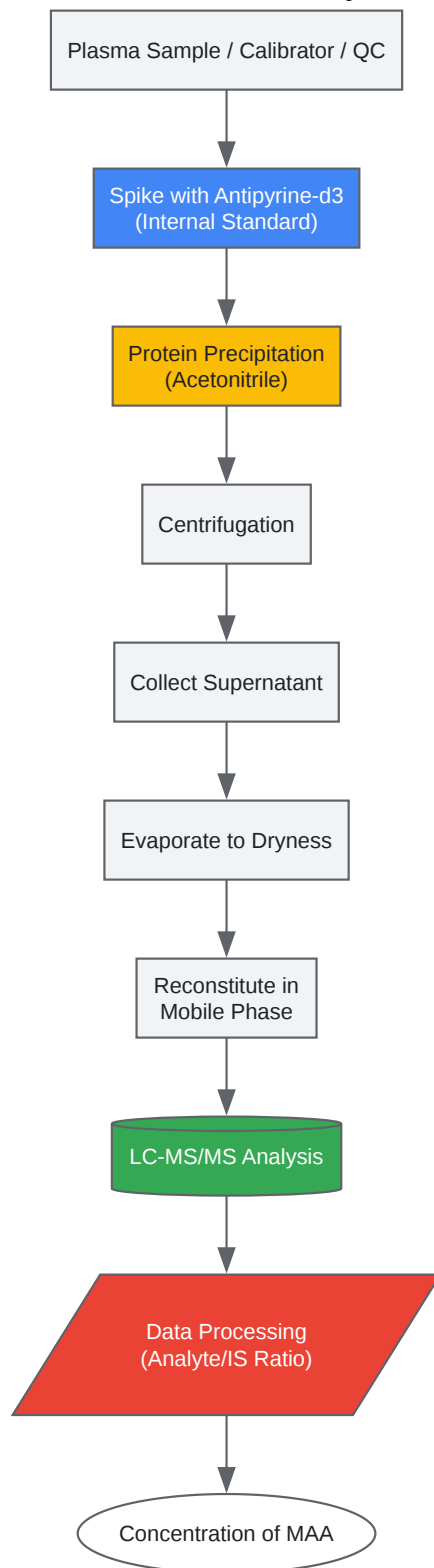 Plasma Sample / Calibrator / QC
Spike with Antipyrine-d3
(Internal Standard)
Protein Precipitation
(Acetonitrile)
Centrifugation
Collect Supernatant
Evaporate to Dryness
Reconstitute in
Mobile Phase
LC-MS/MS Analysis
Data Processing
(Analyte/IS Ratio)
Concentration of MAA